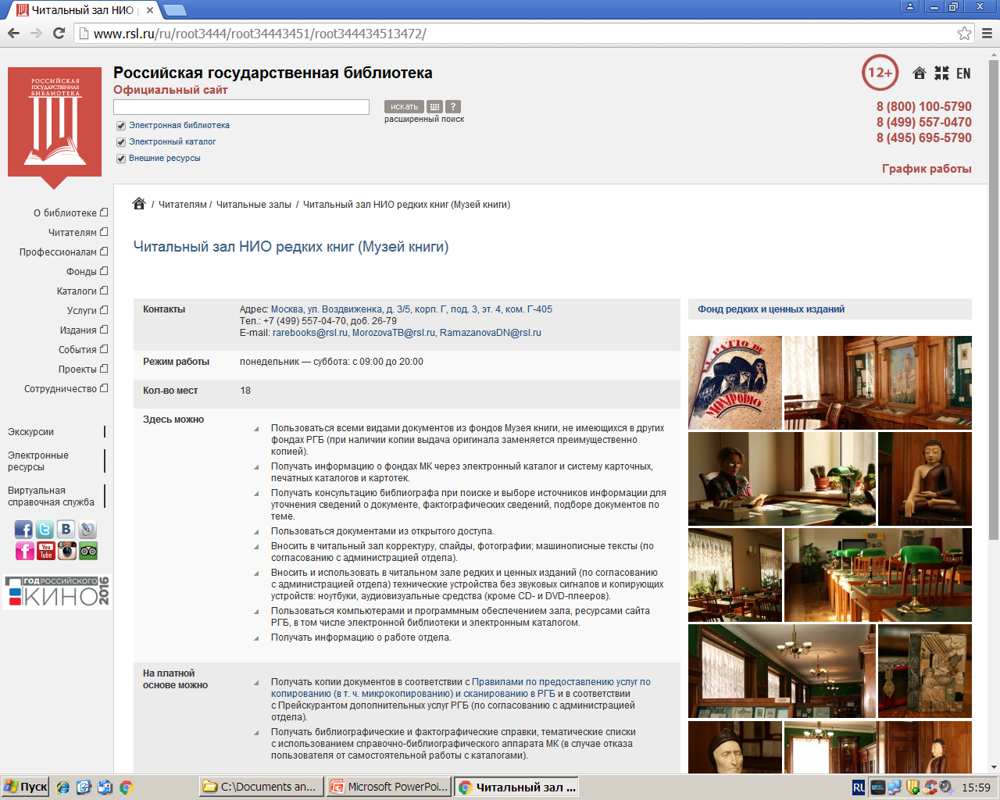 Читальный зал НИО р
www.rsl.ru/ru/root3444/root34443451/root344434513472/
РОССИЙСКАЯ
ГОСУДАРСТВЕННАЯ
БИБЛИОТЕКА
Российская государственная библиотека
Официальный сайт
искать
?
расширенный поиск
Электронная библиотека
Электронный каталог
Внешние ресурсы
12+
EN
8 (800) 100-5790
8 (499) 557-0470
8 (495) 695-5790
График работы
О библиотеке
Читателям
Профессионалам
Фонды
Каталоги
Услуги
Издания
События
Проекты
Сотрудничество
Экскурсии
Электронные
ресурсы
Виртуальная
справочная служба
You
Tube
ГОД РОССИЙСКОГО
КИНО
2016
/ Читателям / Читальные залы / Читальный зал НИО редких книг (Музей книги)
Читальный зал НИО редких книг (Музей книги)
Контакты
Адрес: Москва, ул. Воздвиженка, д. 3/5, корп. Г, под. 3, эт. 4, ком. Г-405
Тел.: +7 (499) 557-04-70, доб. 26-79
E-mail: rarebooks@rsl.ru, MorozovaTB@rsl.ru, RamazanovaDN@rsl.ru
Режим работы
понедельник — суббота: с 09:00 до 20:00
Кол-во мест
18
Здесь можно
Пользоваться всеми видами документов из фондов Музея книги, не имеющихся в других
фондах РГБ (при наличии копии выдача оригинала заменяется преимущественно
копией).
Получать информацию о фондах МК через электронный каталог и систему карточных,
печатных каталогов и картотек.
Получать консультацию библиографа при поиске и выборе источников информации для
уточнения сведений о документе, фактографических сведений, подборе документов по
теме.
Пользоваться документами из открытого доступа.
Вносить в читальный зал корректуру, слайды, фотографии; машинописные тексты (по
согласованию с администрацией отдела).
Вносить и использовать в читальном зале редких и ценных изданий (по согласованию
с администрацией отдела) технические устройства без звуковых сигналов и копирующих
устройств: ноутбуки, аудиовизуальные средства (кроме CD- и DVD-плееров).
Пользоваться компьютерами и программным обеспечением зала, ресурсами сайта
РГБ, в том числе электронной библиотеки и электронным каталогом.
Получать информацию о работе отдела.
На платной
основе можно
Получать копии документов в соответствии с Правилами по предоставлению услуг по
копированию (в т. ч. микрокопированию) и сканированию в РГБ и в соответствии
с Прейскурантом дополнительных услуг РГБ (по согласованию с администрацией
отдела).
Получать библиографические и фактографические справки, тематические списки
с использованием справочно-библиографического аппарата МК (в случае отказа
пользователя от самостоятельной работы с каталогами).
Фонд редких и ценных изданий
EL PATIO DE
MONIPODIO
Пуск
C:\Documents an...
Microsoft PowerPoi...
Читальный зал ...
RL
15:59